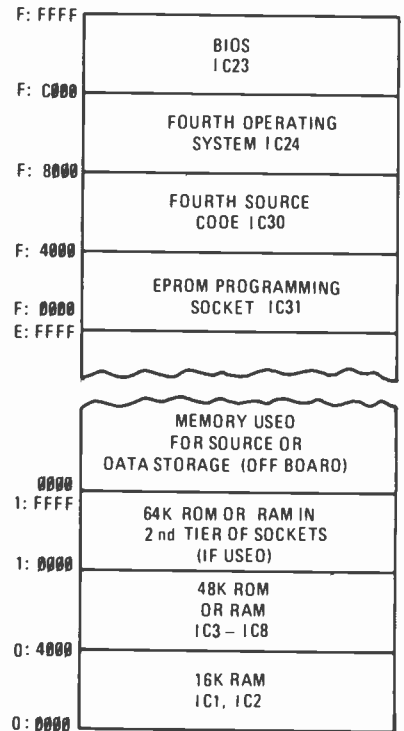 F: FFFF
BIOS
IC23
F: C000
FOURTH OPERATING
SYSTEM IC24
F: 8000
FOURTH SOURCE
CODE IC30
F: 4000
EPROM PROGRAMMING
SOCKET IC31
F: 0000
E: FFFF
MEMORY USED
FOR SOURCE OR
DATA STORAGE (OFF BOARD)
0000
1: FFFF
64K ROM OR RAM IN
2nd TIER OF SOCKETS
(IF USED)
1: 0000
48K ROM
OR RAM
IC3 – IC8
0: 4000
16K RAM
IC1, IC2
0: 0000